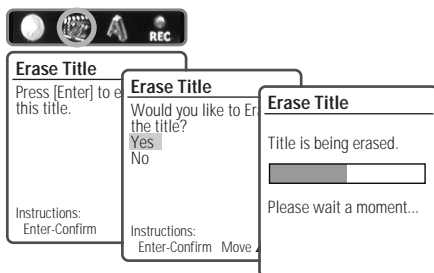 REC
Erase Title
Press [Enter] to e
this title.
Instructions:
Enter-Confirm
Erase Title
Would you like to Er
the title?
Yes
No
Instructions:
Enter-Confirm Move
Erase Title
Title is being erased.
Please wait a moment...